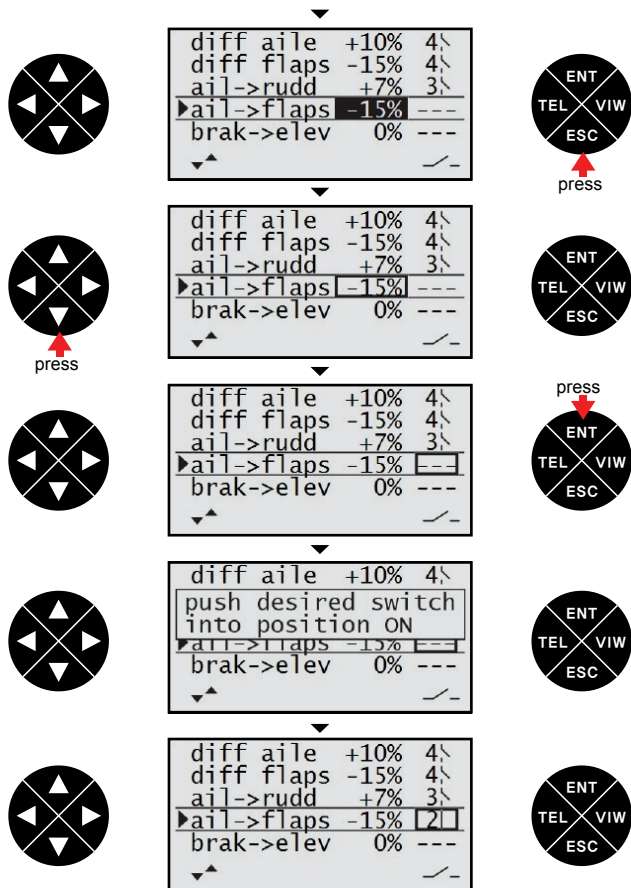 diff aile +10% 4
diff flaps -15% 4
ail->rudd +7% 3
ail->flaps -15% ---
brak->elev 0% ---
ENT
TEL VIW
ESC
press
diff aile +10% 4
diff flaps -15% 4
ail->rudd +7% 3
ail->flaps -15% ---
brak->elev 0% ---
ENT
TEL VIW
ESC
press
diff aile +10% 4
diff flaps -15% 4
ail->rudd +7% 3
ail->flaps -15% ---
brak->elev 0% ---
press
ENT
TEL VIW
ESC
diff aile +10% 4
push desired switch
into position ON
ail->flaps -15% ---
brak->elev 0% ---
ENT
TEL VIW
ESC
diff aile +10% 4
diff flaps -15% 4
ail->rudd +7% 3
ail->flaps -15% 2
brak->elev 0% ---
ENT
TEL VIW
ESC